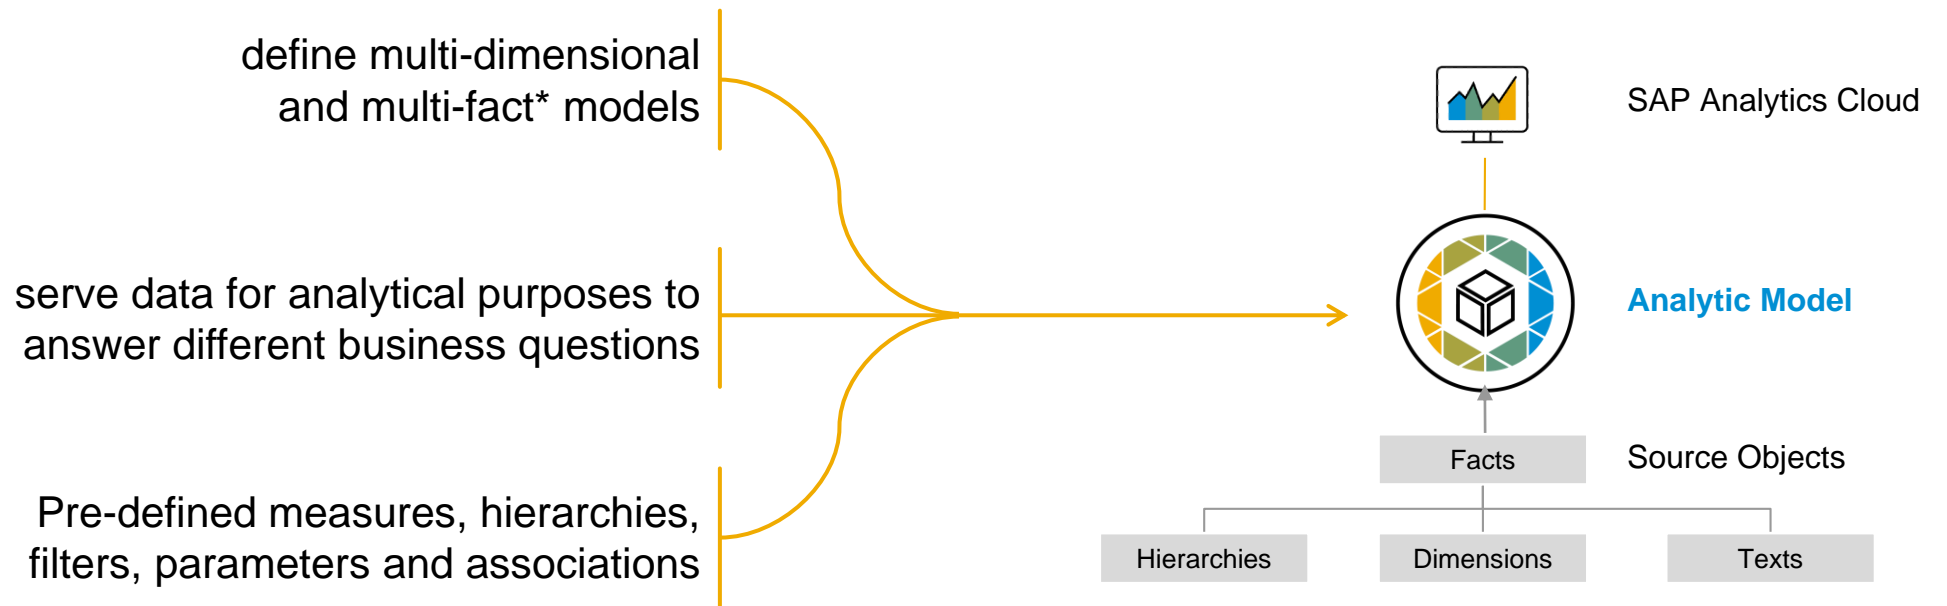 define multi-dimensional
and multi-fact* models
serve data for analytical purposes to
answer different business questions
Pre-defined measures, hierarchies,
filters, parameters and associations
SAP Analytics Cloud
Analytic Model
Facts
Source Objects
Hierarchies
Dimensions
Texts